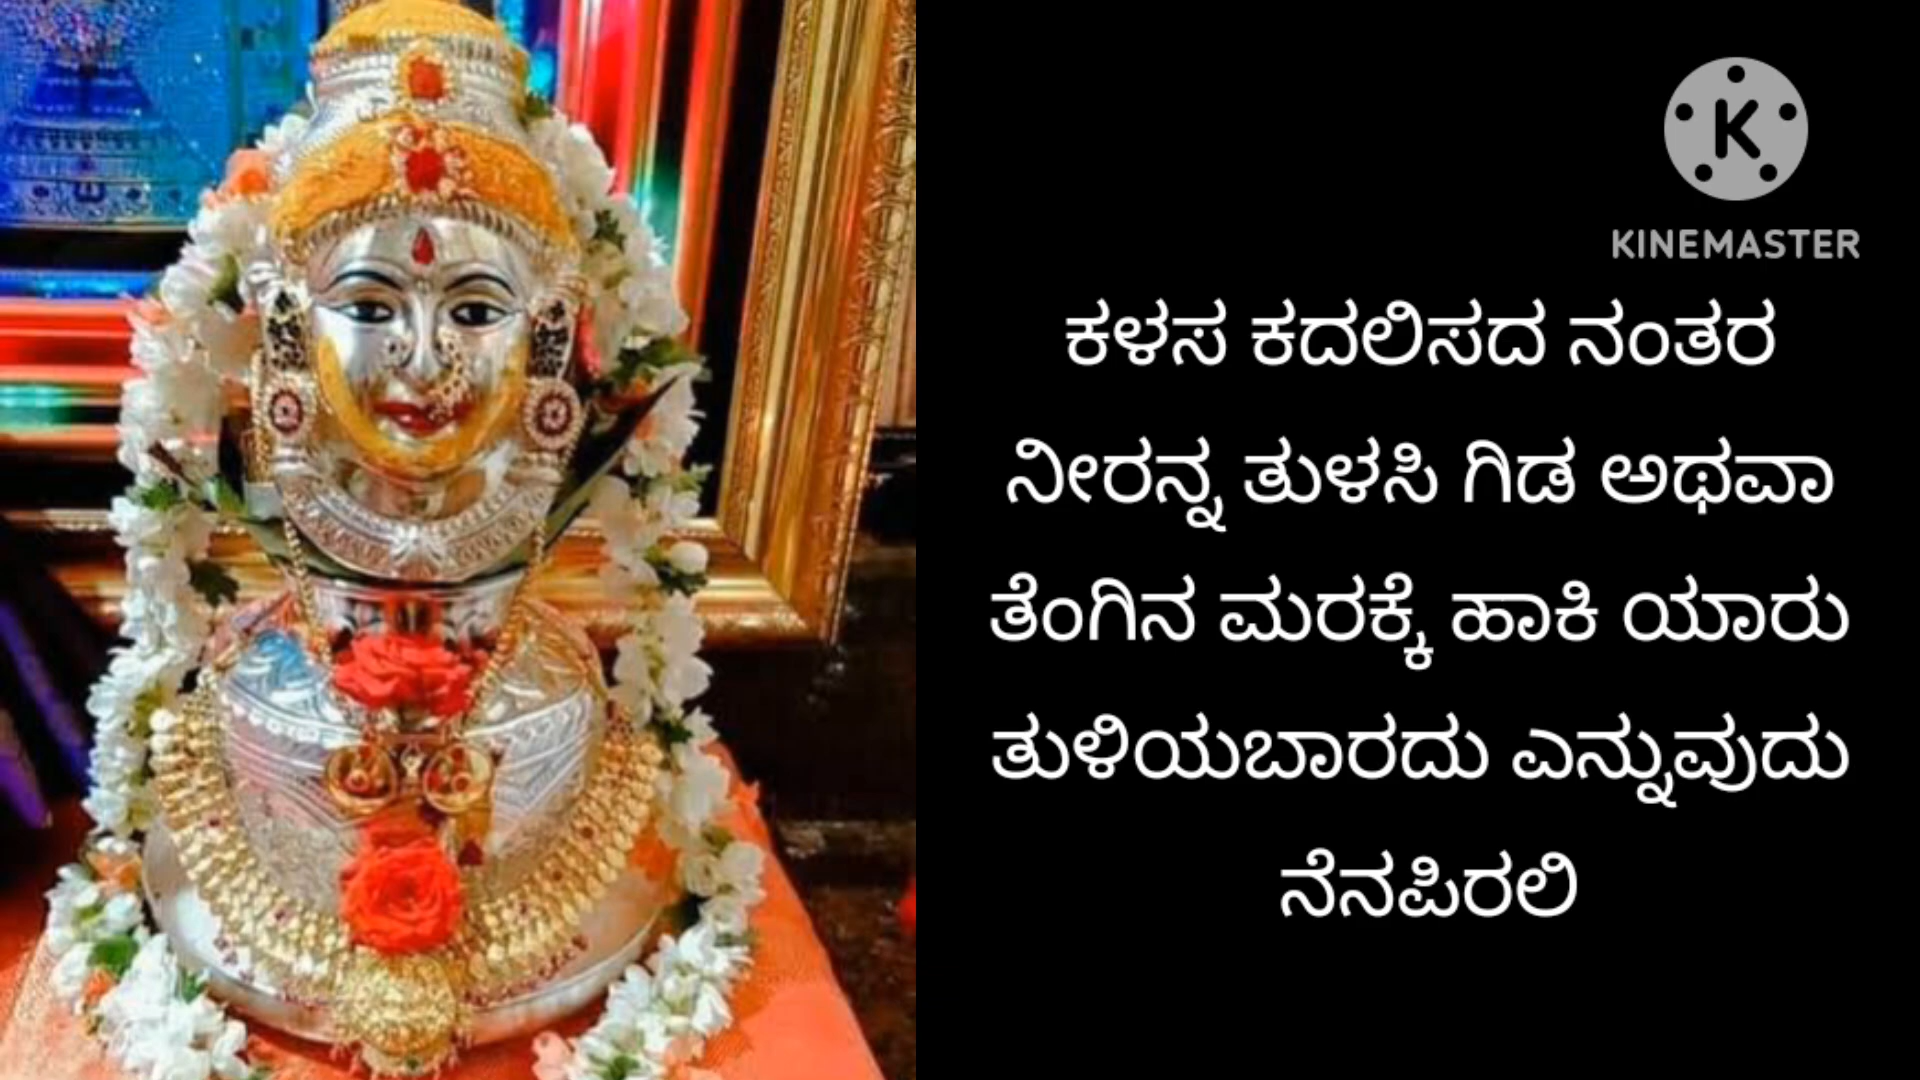 K
KINEMASTER
ಕಳಸ ಕದಲಿಸದ ನಂತರ
ನೀರನ್ನ ತುಳಸಿ ಗಿಡ ಅಥವಾ
ತೆಂಗಿನ ಮರಕ್ಕೆ ಹಾಕಿ ಯಾರು
ತುಳಿಯಬಾರದು ಎನ್ನುವುದು
ನೆನಪಿರಲಿ